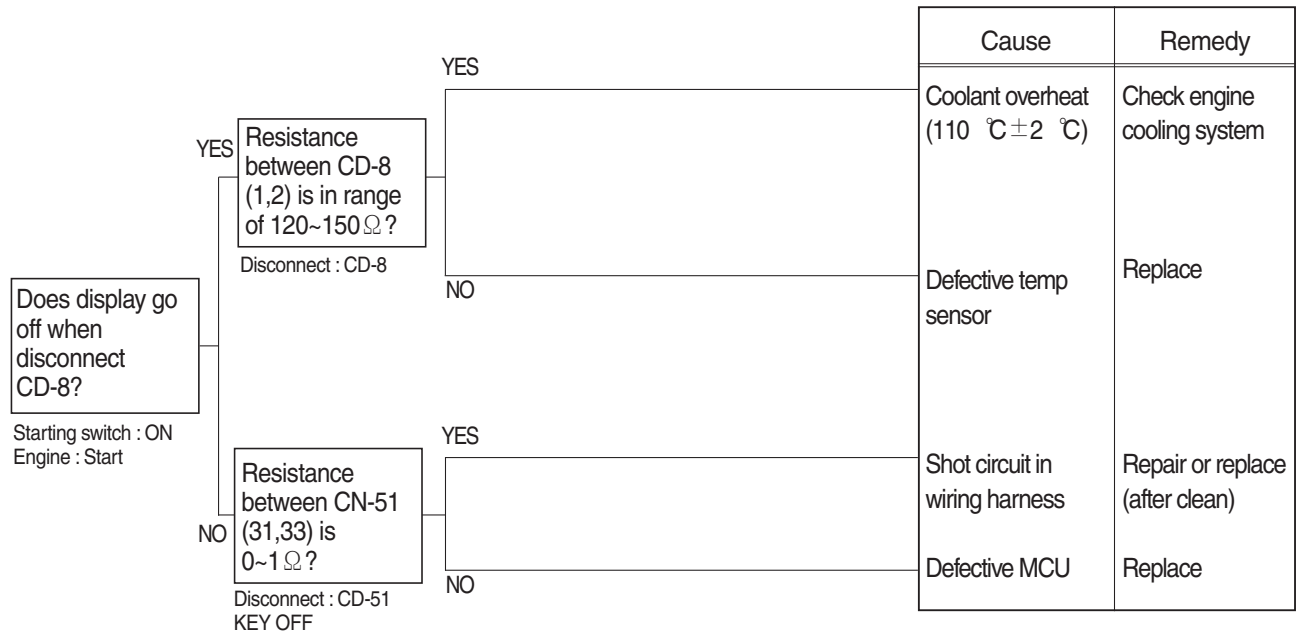 Does display go
off when
disconnect
CD-8?
Starting switch : ON
Engine : Start
YES
Resistance
between CD-8
(1,2) is in range
of 120~150Ω?
Disconnect : CD-8
NO
Resistance
between CN-51
(31,33) is
0~1Ω?
Disconnect : CD-51
KEY OFF
YES
NO
YES
NO
Cause
Remedy
Coolant overheat
(110 ℃±2 ℃)
Check engine
cooling system
Defective temp
sensor
Replace
Shot circuit in
wiring harness
Repair or replace
(after clean)
Defective MCU
Replace